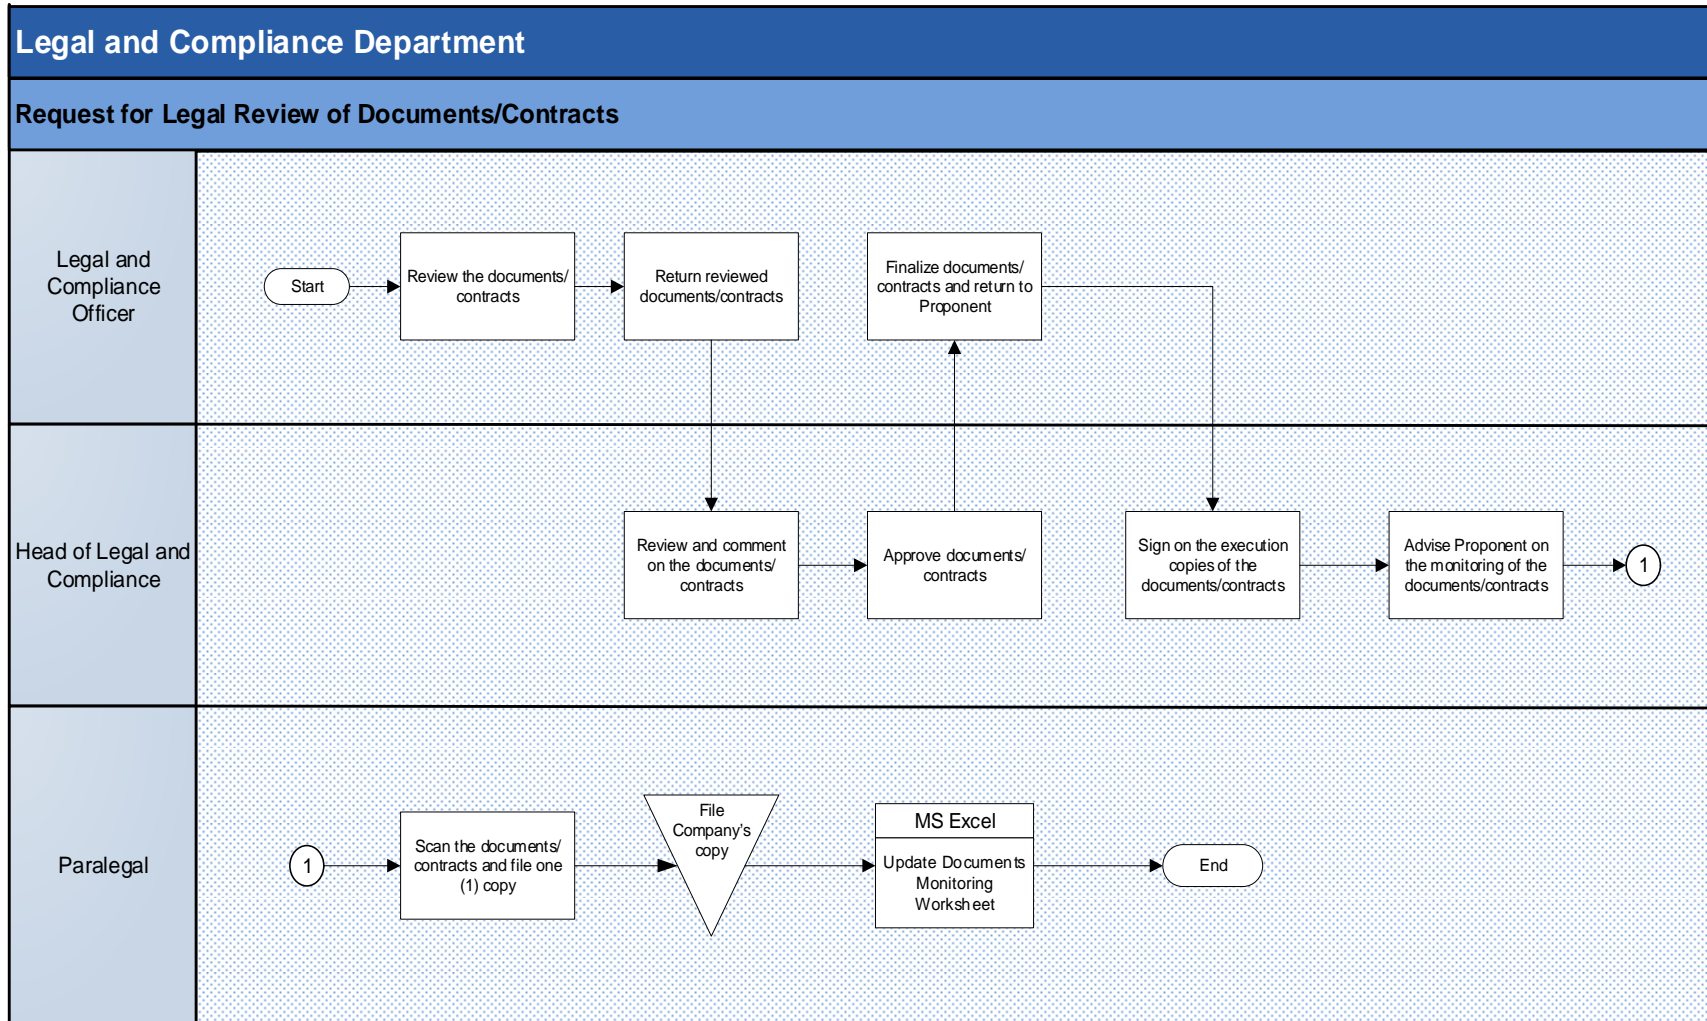 Legal and Compliance Department
Request for Legal Review of Documents/Contracts
Legal and
Compliance
Officer
Start
Review the documents/
contracts
Return reviewed
documents/contracts
Finalize documents/
contracts and return to
Proponent
Head of Legal and
Compliance
Review and comment
on the documents/
contracts
Approve documents/
contracts
Sign on the execution
copies of the
documents/contracts
Advise Proponent on
the monitoring of the
documents/contracts
1
Paralegal
1
Scan the documents/
contracts and file one
(1) copy
File
Company's
copy
MS Excel
Update Documents
Monitoring
Worksheet
End